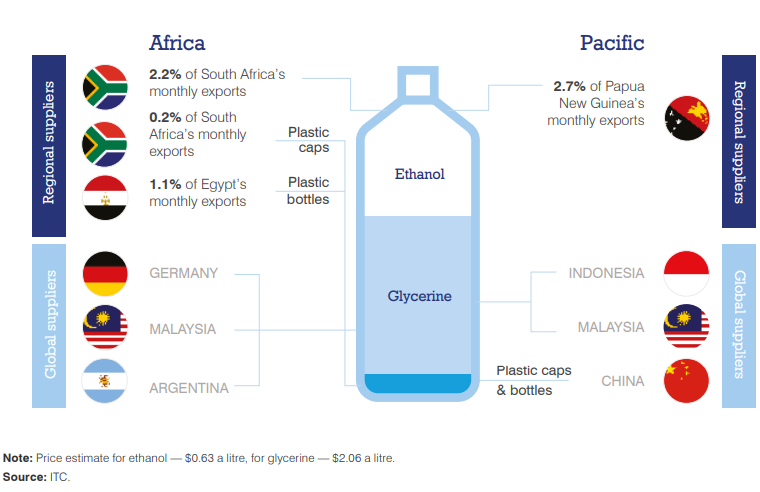 Africa
Pacific
Regional suppliers
2.2% of South Africa's
monthly exports
0.2% of South
Africa's monthly
exports
Plastic
caps
1.1% of Egypt's
monthly exports
Plastic
bottles
Ethanol
2.7% of Papua
New Guinea's
monthly exports
Regional suppliers
Global suppliers
GERMANY
MALAYSIA
ARGENTINA
Glycerine
INDONESIA
MALAYSIA
Plastic caps
& bottles
CHINA
Global suppliers
Note: Price estimate for ethanol — $0.63 a litre, for glycerine — $2.06 a litre.
Source: ITC.